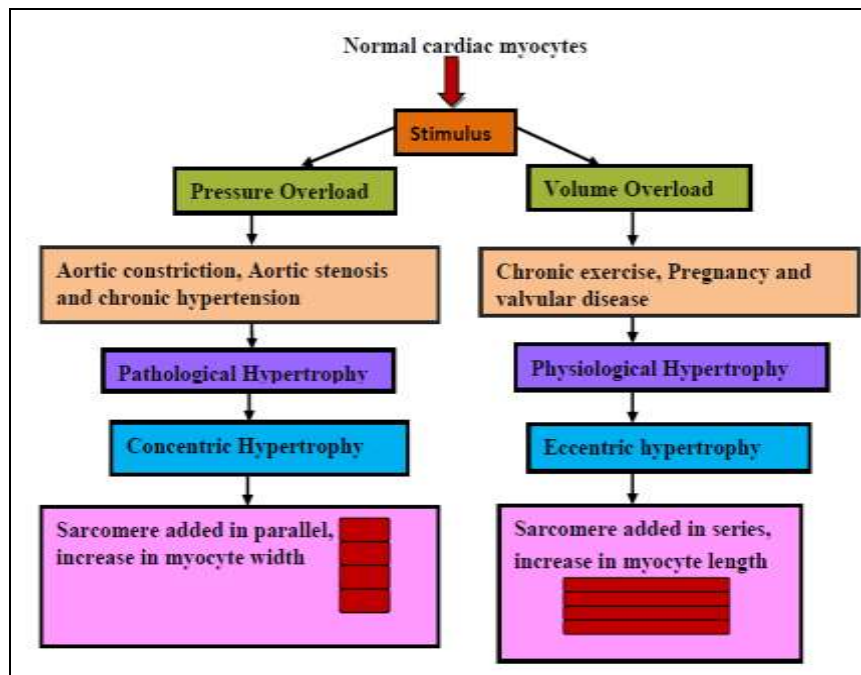 Normal cardiac myocytes
Stimulus
Pressure Overload
Volume Overload
Aortic constriction, Aortic stenosis
and chronic hypertension
Chronic exercise, Pregnancy and
valvular disease
Pathological Hypertrophy
Physiological Hypertrophy
Concentric Hypertrophy
Eccentric hypertrophy
Sarcomere added in parallel,
increase in myocyte width
Sarcomere added in series,
increase in myocyte length